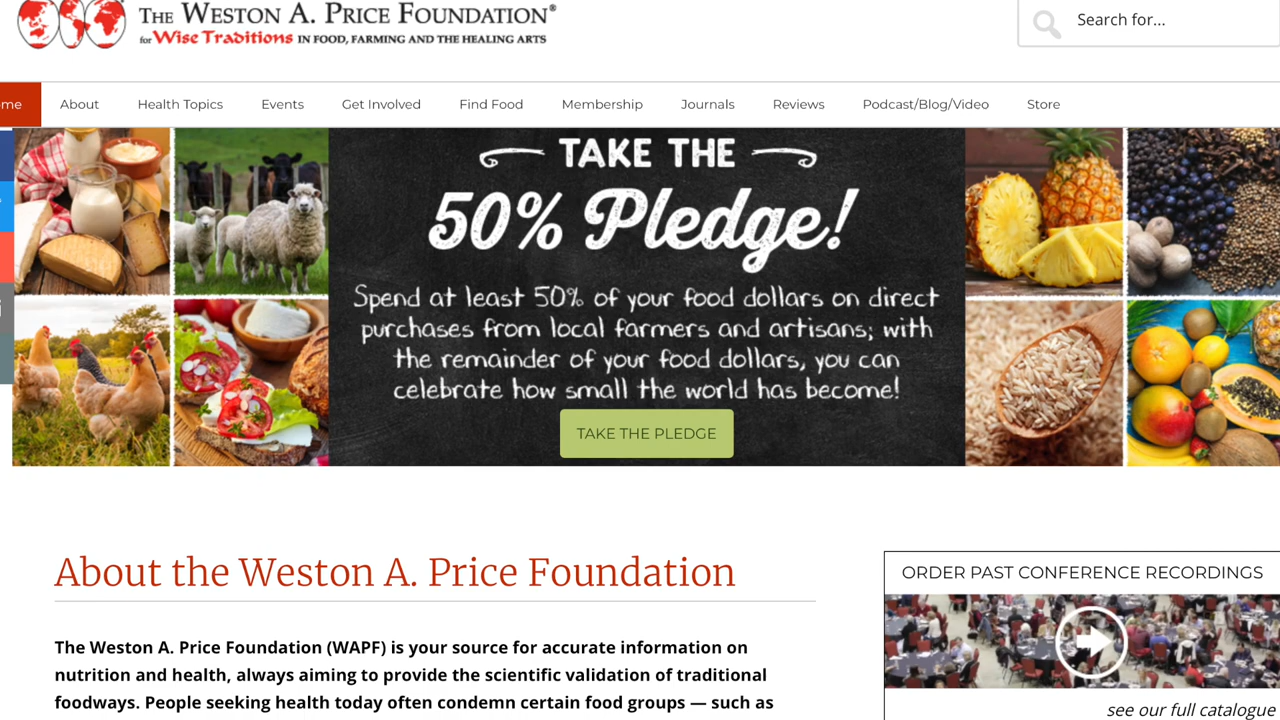 THE WESTON A. PRICE FOUNDATION®
for Wise Traditions IN FOOD, FARMING AND THE HEALING ARTS
Search for...
ome About Health Topics Events Get Involved Find Food Membership Journals Reviews Podcast/Blog/Video Store
TAKE THE
50% Pledge!
Spend at least 50% of your food dollars on direct
purchases from local farmers and artisans; with
the remainder of your food dollars, you can
celebrate how small the world has become!
TAKE THE PLEDGE
About the Weston A. Price Foundation
The Weston A. Price Foundation (WAPF) is your source for accurate information on
nutrition and health, always aiming to provide the scientific validation of traditional
foodways. People seeking health today often condemn certain food groups — such as
ORDER PAST CONFERENCE RECORDINGS
see our full catalogue